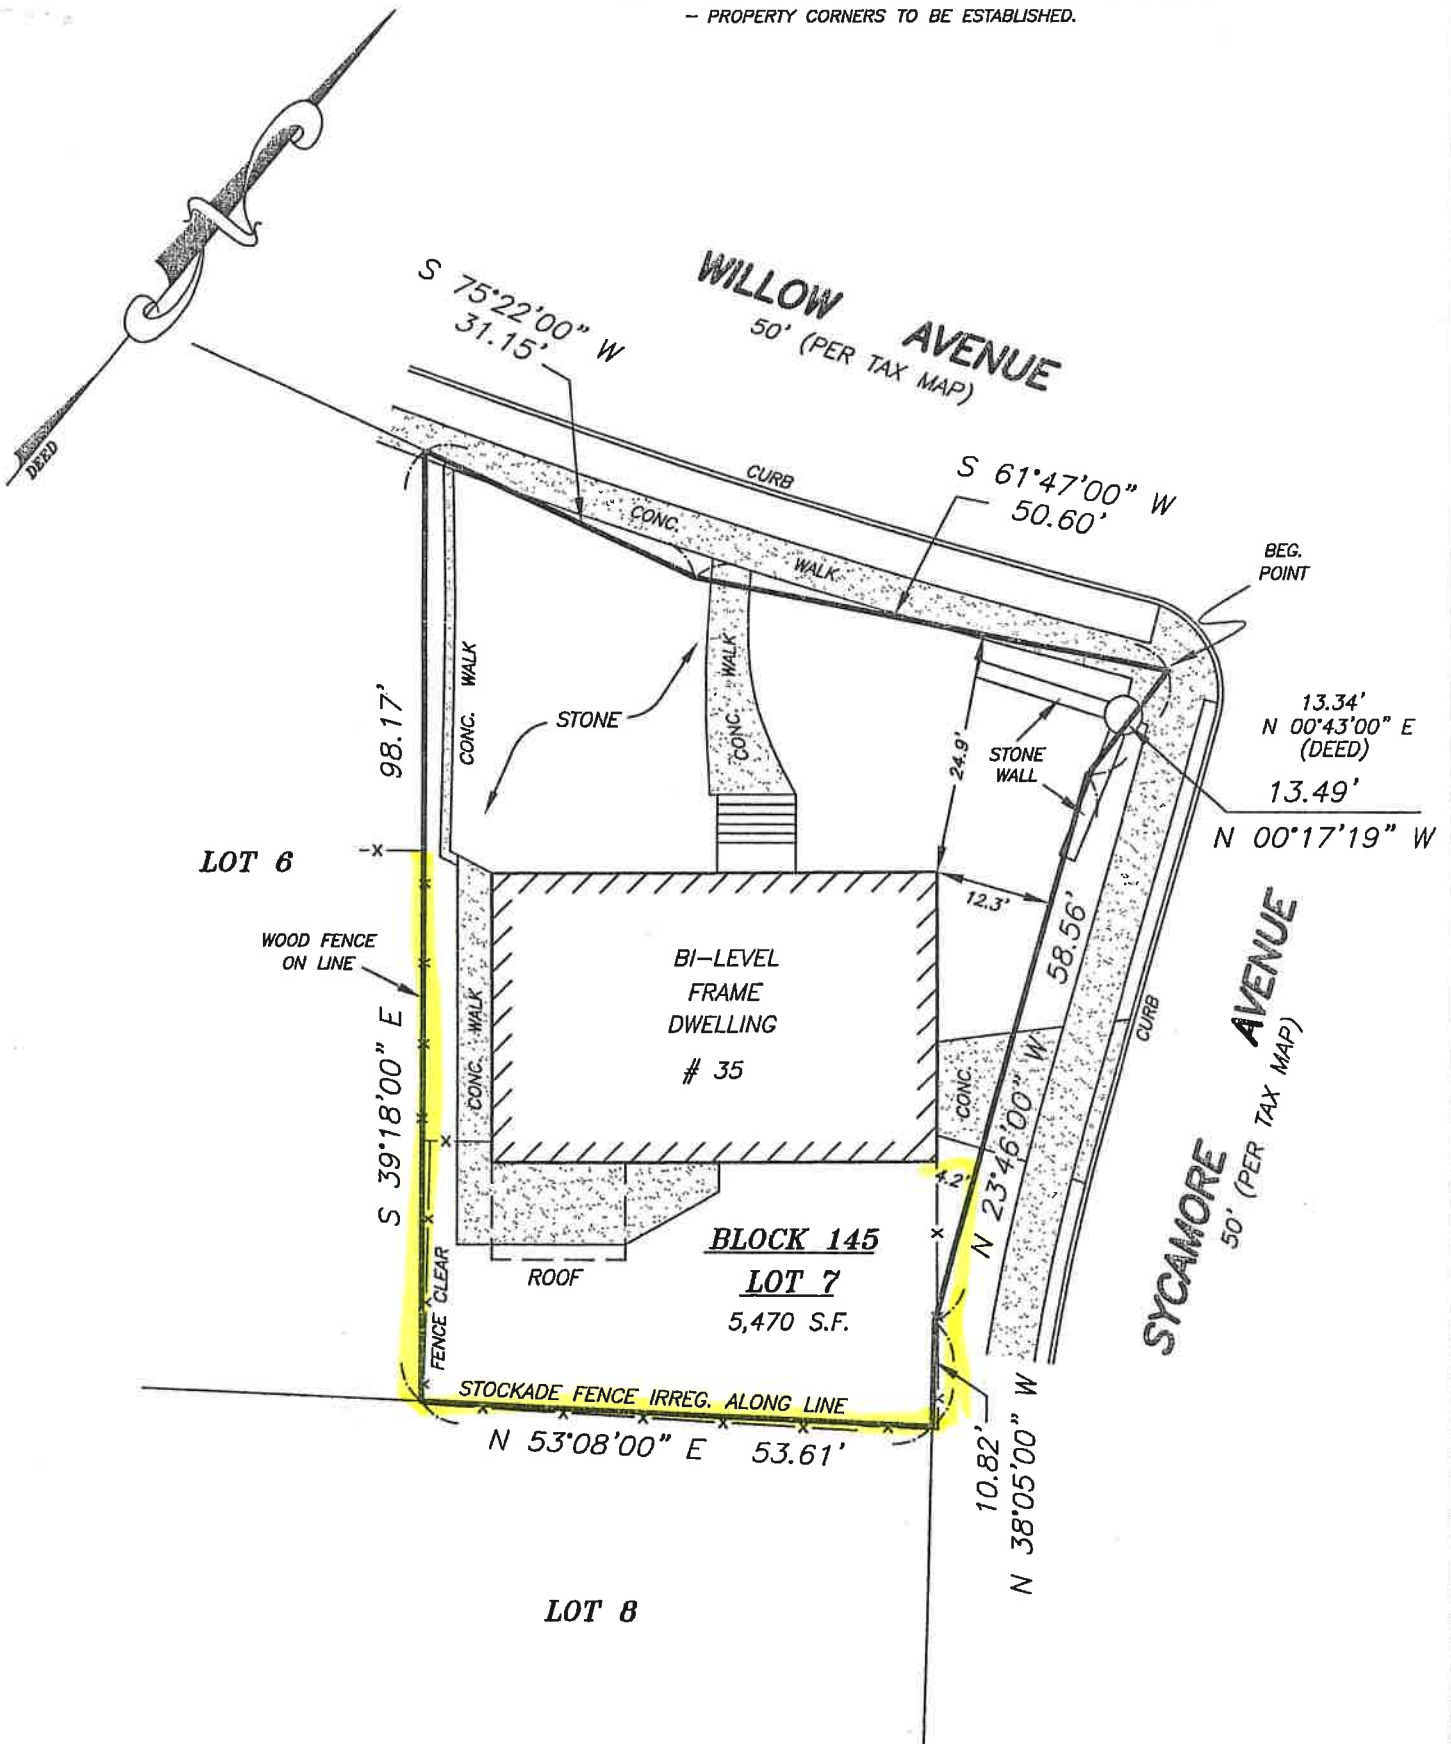 - PROPERTY CORNERS TO BE ESTABLISHED.
DEED
WILLOW AVENUE
50' (PER TAX MAP)
S 75°22'00" W
31.15'
CURB
S 61°47'00" W
50.60'
CONC. WALK
BEG.
POINT
CONC. WALK
98.17'
STONE
CONC. WALK
24.9'
STONE
WALL
13.34'
N 00°43'00" E
(DEED)
13.49'
N 00°17'19" W
LOT 6
12.3'
WOOD FENCE
ON LINE
BI-LEVEL
FRAME
DWELLING
# 35
58.56'
CURB
SYCAMORE AVENUE
50' (PER TAX MAP)
S 39°18'00" E
CONC. WALK
CONC.
N 23°46'00" W
4.2'
BLOCK 145
LOT 7
5,470 S.F.
ROOF
FENCE CLEAR
STOCKADE FENCE IRREG. ALONG LINE
N 53°08'00" E 53.61'
10.82'
N 38°05'00" W
LOT 8